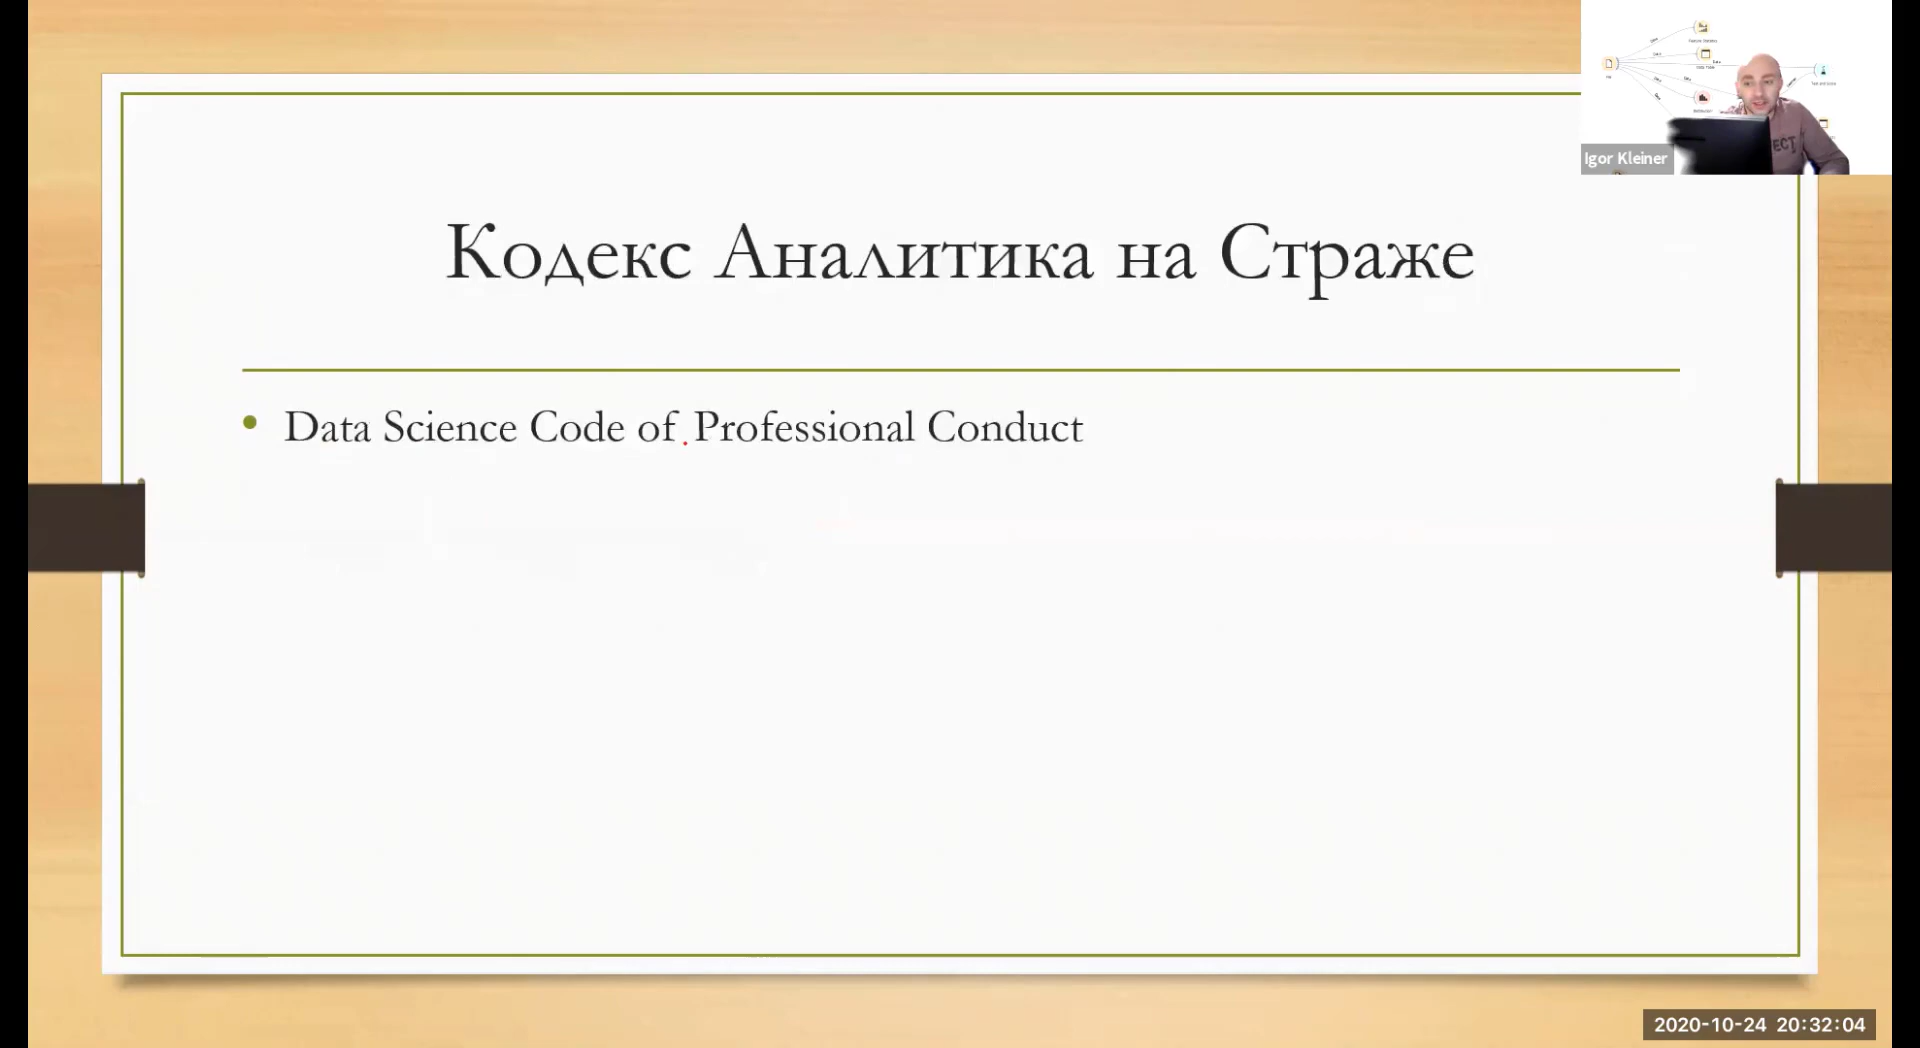 Igor Kleiner
Кодекс Аналитика на Страже
• Data Science Code of Professional Conduct
2020-10-24 20:32:04